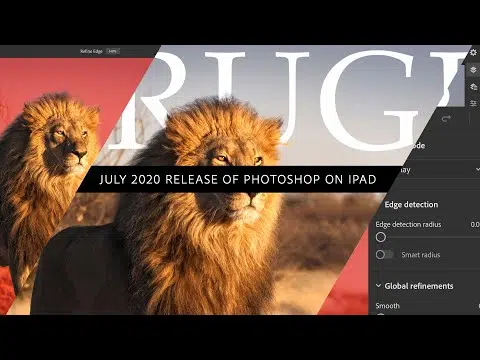 Refine Edge
RUGI
JULY 2020 RELEASE OF PHOTOSHOP ON IPAD
Edge detection
Edge detection radius
Smart radius
Global refinements
Smooth